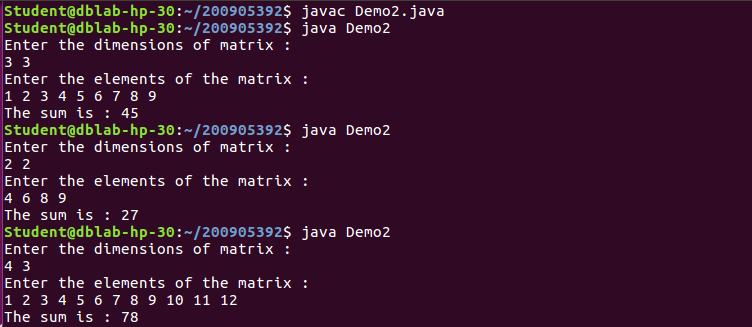 Student@dblab-hp-30:~/200905392$ javac Demo2.java
Student@dblab-hp-30:~/200905392$ java Demo2
Enter the dimensions of matrix :
3 3
Enter the elements of the matrix :
1 2 3 4 5 6 7 8 9
The sum is : 45
Student@dblab-hp-30:~/200905392$ java Demo2
Enter the dimensions of matrix :
2 2
Enter the elements of the matrix :
4 6 8 9
The sum is : 27
Student@dblab-hp-30:~/200905392$ java Demo2
Enter the dimensions of matrix :
4 3
Enter the elements of the matrix :
1 2 3 4 5 6 7 8 9 10 11 12
The sum is : 78